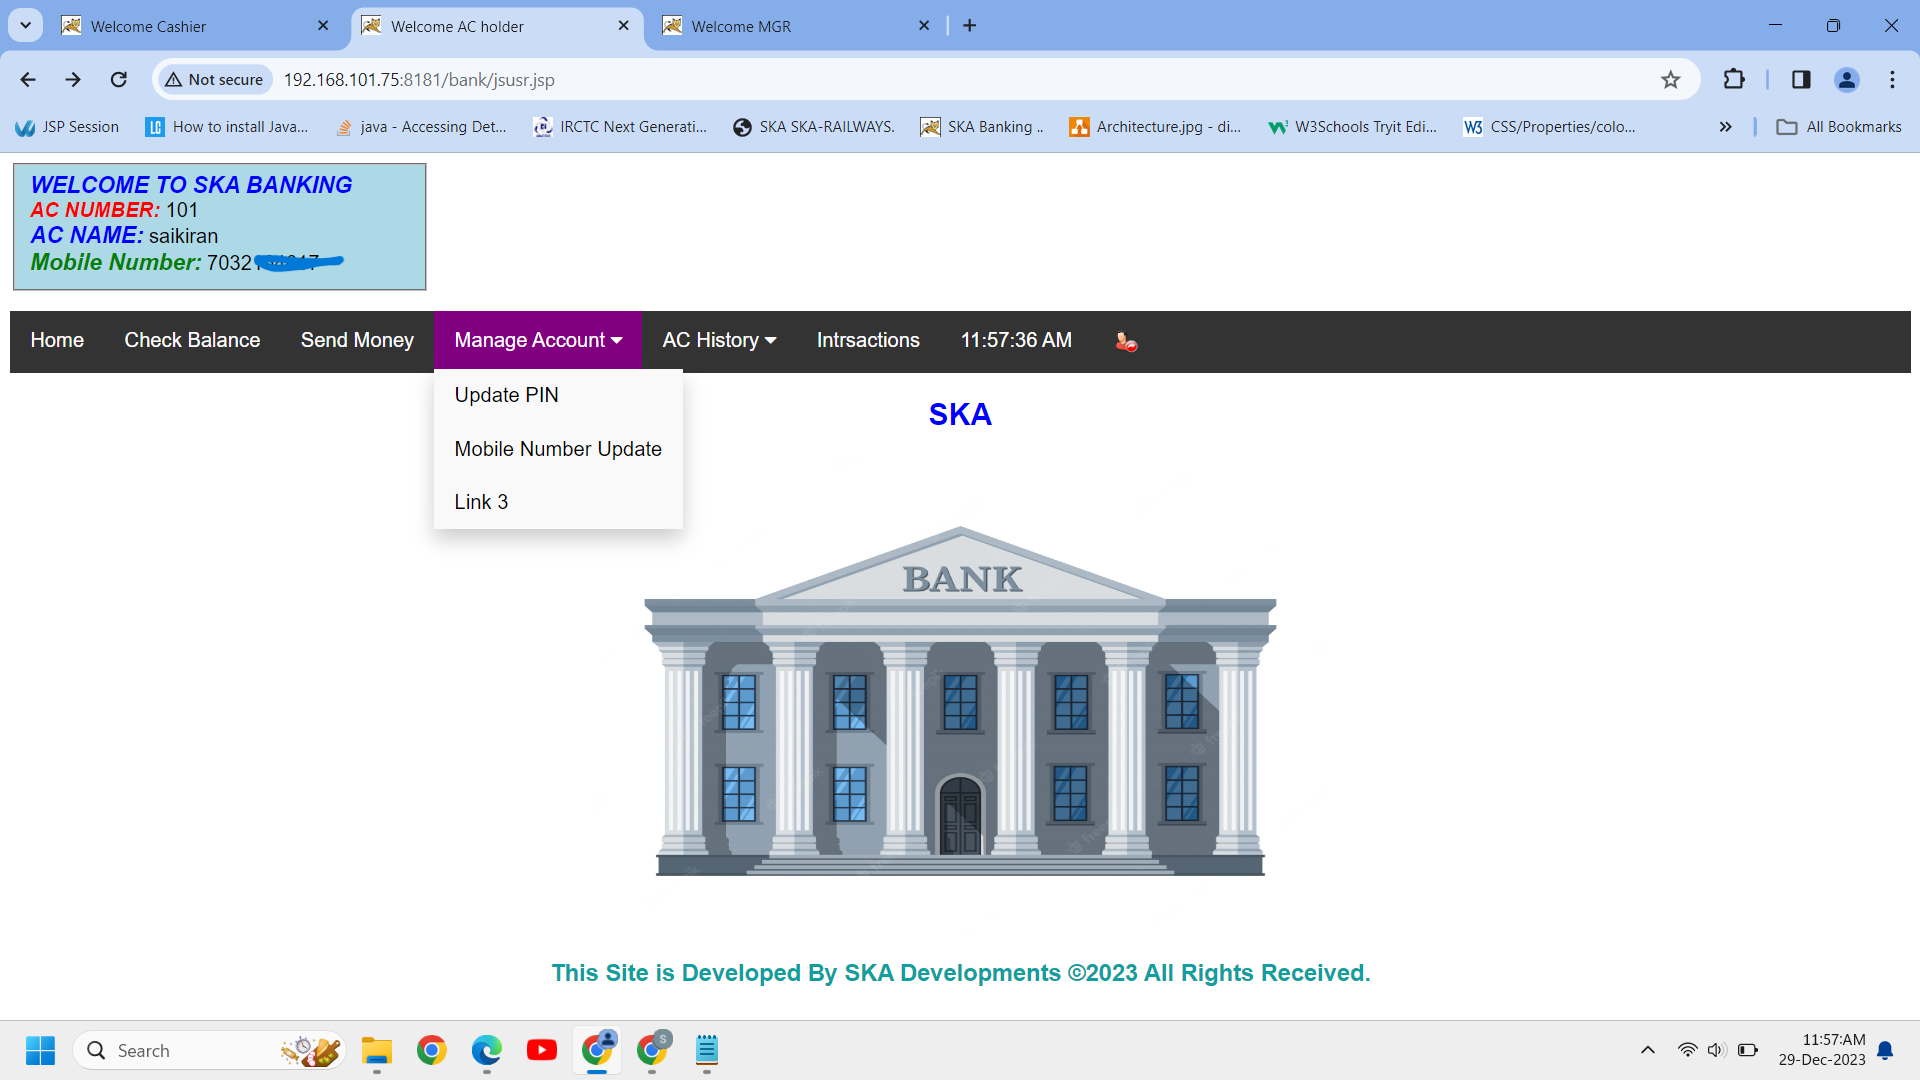 Welcome Cashier
Welcome AC holder
Welcome MGR
Not secure
192.168.101.75:8181/bank/jsusr.jsp
JSP Session
How to install Java...
java - Accessing Det...
IRCTC Next Generati...
SKA SKA-RAILWAYS.
SKA Banking ..
Architecture.jpg - di...
W3Schools Tryit Edi...
CSS/Properties/colo...
All Bookmarks
WELCOME TO SKA BANKING
AC NUMBER: 101
AC NAME: saikiran
Mobile Number: 7032
Home
Check Balance
Send Money
Manage Account
AC History
Intrsactions
11:57:36 AM
Update PIN
Mobile Number Update
Link 3
SKA
BANK
This Site is Developed By SKA Developments ©2023 All Rights Received.
Search
S
11:57:AM
29-Dec-2023